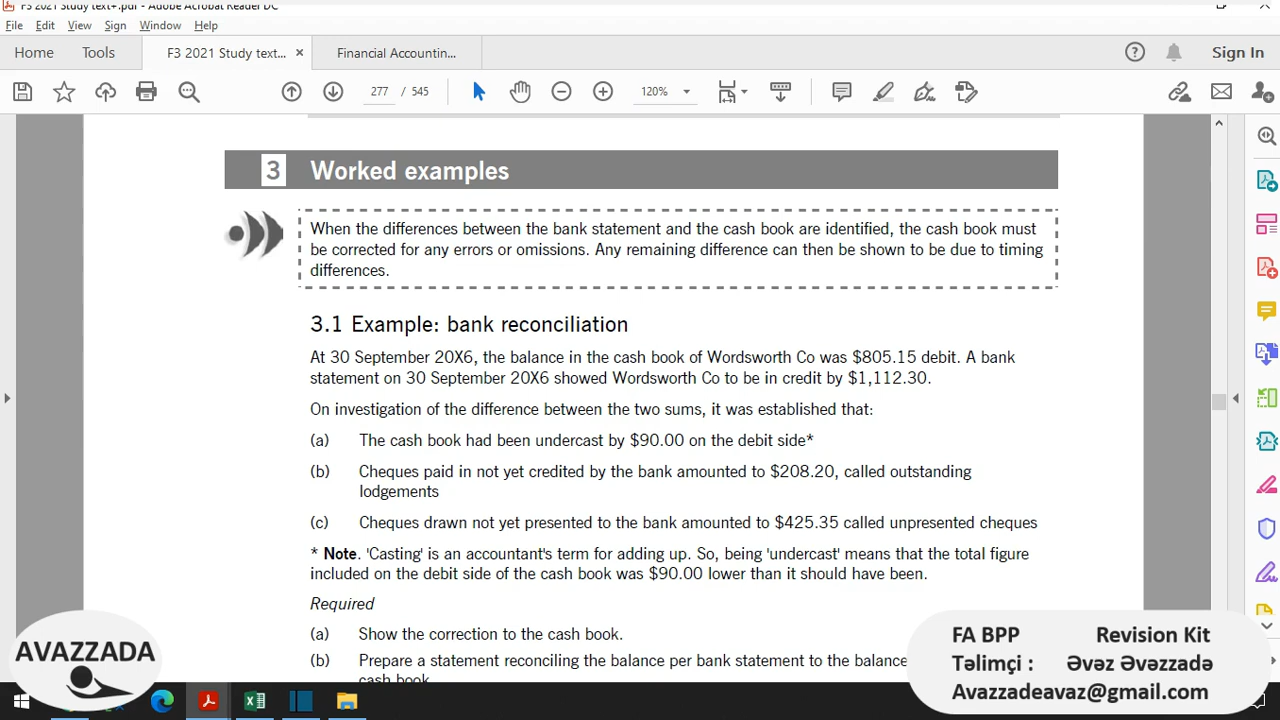 F3 2021 Study text+.pdf - Adobe Acrobat Reader DC
File Edit View Sign Window Help
Home Tools F3 2021 Study text... × Financial Accountin... Sign In
277 / 545 120%
3 Worked examples
When the differences between the bank statement and the cash book are identified, the cash book must
be corrected for any errors or omissions. Any remaining difference can then be shown to be due to timing
differences.
3.1 Example: bank reconciliation
At 30 September 20X6, the balance in the cash book of Wordsworth Co was $805.15 debit. A bank
statement on 30 September 20X6 showed Wordsworth Co to be in credit by $1,112.30.
On investigation of the difference between the two sums, it was established that:
(a) The cash book had been undercast by $90.00 on the debit side*
(b) Cheques paid in not yet credited by the bank amounted to $208.20, called outstanding
lodgements
(c) Cheques drawn not yet presented to the bank amounted to $425.35 called unpresented cheques
* Note. 'Casting' is an accountant's term for adding up. So, being 'undercast' means that the total figure
included on the debit side of the cash book was $90.00 lower than it should have been.
Required
(a) Show the correction to the cash book.
(b) Prepare a statement reconciling the balance per bank statement to the balance
cash book.
AVAZZADA
FA BPP Revision Kit
Təlimçi : Əvəz Əvəzzadə
Avazzadeavaz@gmail.com